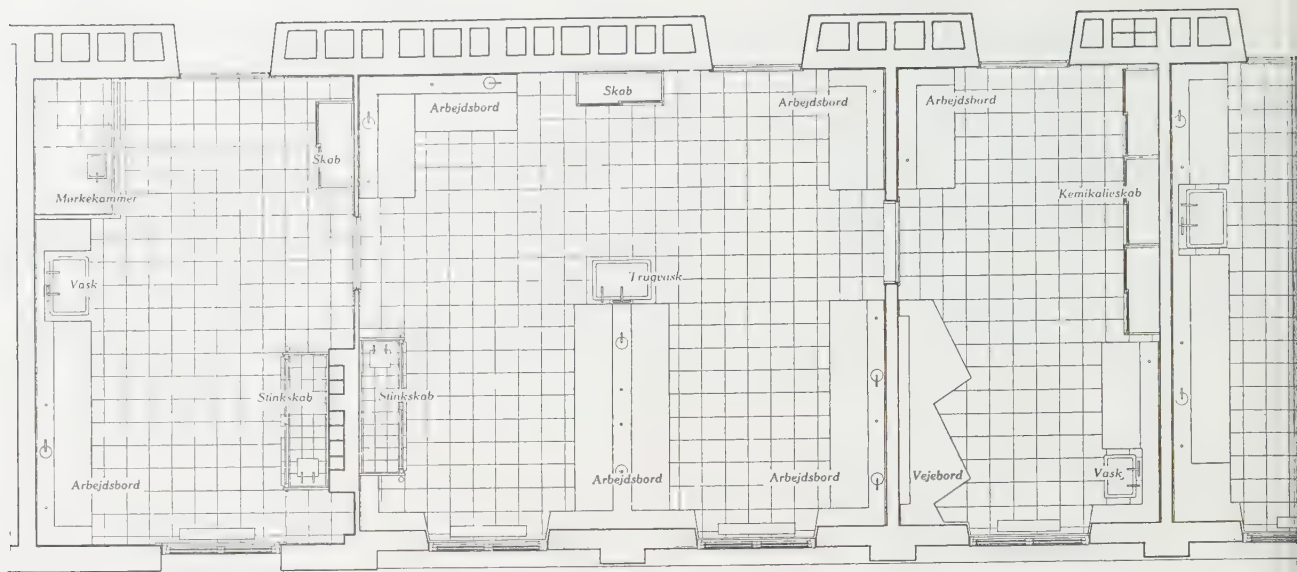 Arbejdsbord
Skab
Arbejdsbord
Arbejdsbord
Skab
Mørkekammer
Kemikalieskab
Vask
Trugvask
Stinkskab
Stinkskab
Arbejdsbord
Arbejdsbord
Arbejdsbord
Vejebord
Vask